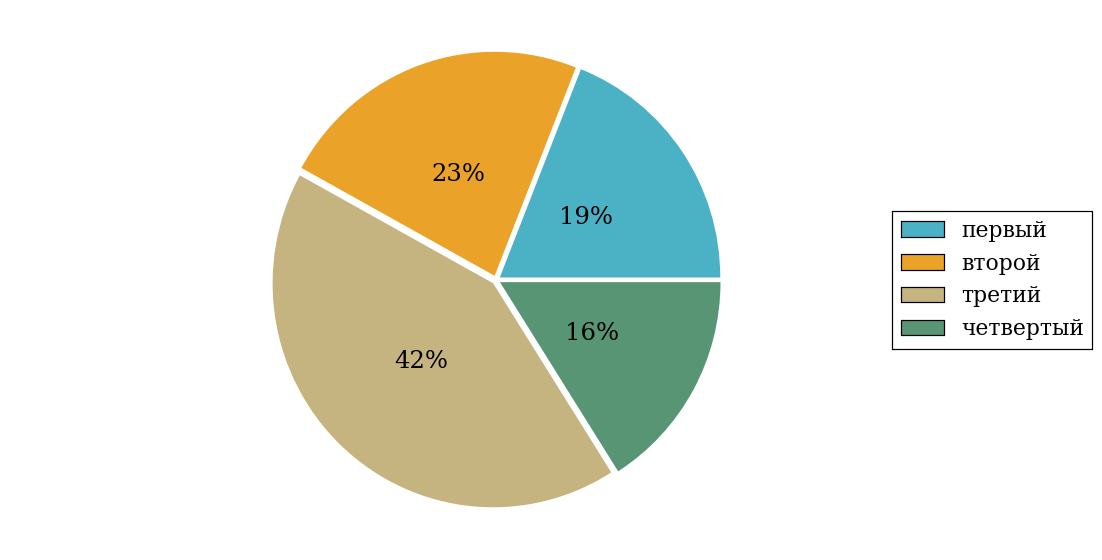 23%
19%
16%
42%
первый
второй
третий
четвертый